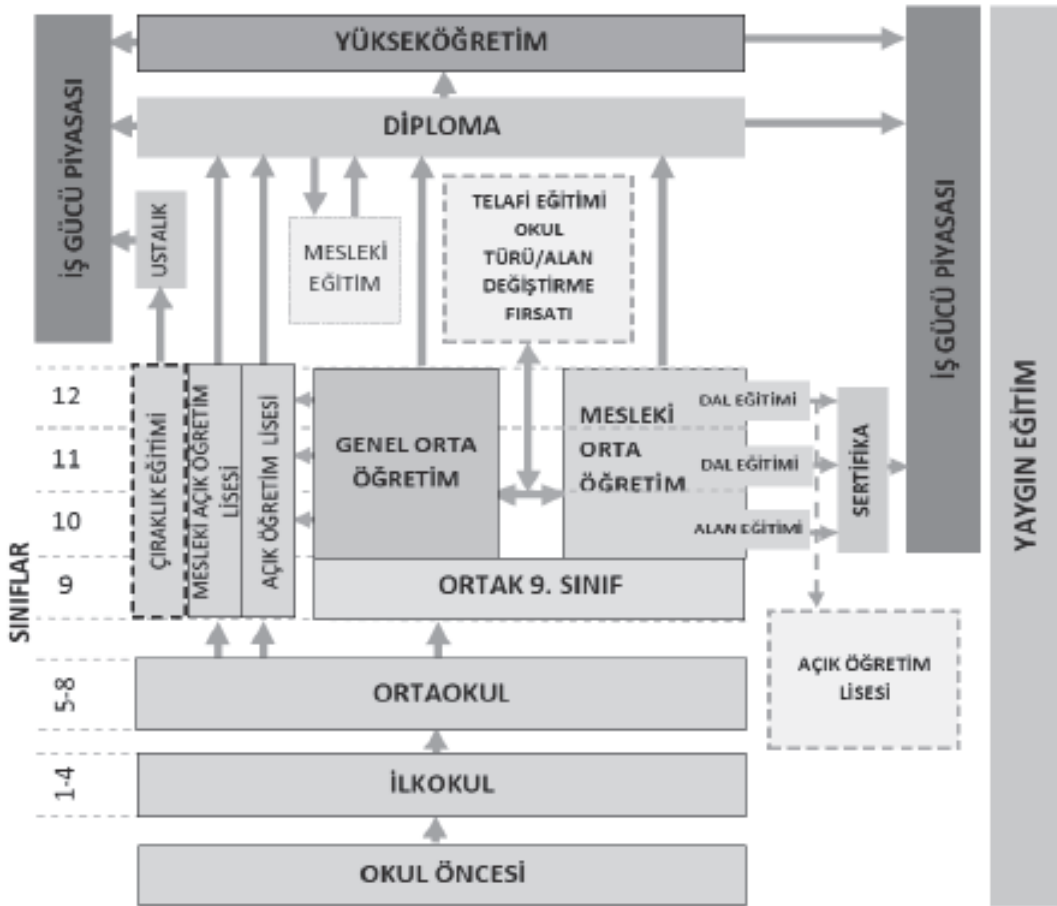 YÜKSEKÖĞRETİM
DİPLOMA
İŞ GÜCÜ PİYASASI
USTALIK
MESLEKİ
EĞİTİM
TELAFİ EĞİTİMİ
OKUL
TÜRÜ/ALAN
DEĞİŞTİRME
FIRSATI
İŞ GÜCÜ PİYASASI
YAYGIN EĞİTİM
SINIFLAR
12
11
10
9
5-8
1-4
ÇIRAKLIK EĞİTİMİ
MESLEKİ AÇIK ÖĞRETİM
LİSESİ
AÇIK ÖĞRETİM LİSESİ
GENEL ORTA
ÖĞRETİM
MESLEKİ
ORTA
ÖĞRETİM
DAL EĞİTİMİ
DAL EĞİTİMİ
ALAN EĞİTİMİ
SERTİFİKA
ORTAK 9. SINIF
AÇIK ÖĞRETİM
LİSESİ
ORTAOKUL
İLKOKUL
OKUL ÖNCESİ